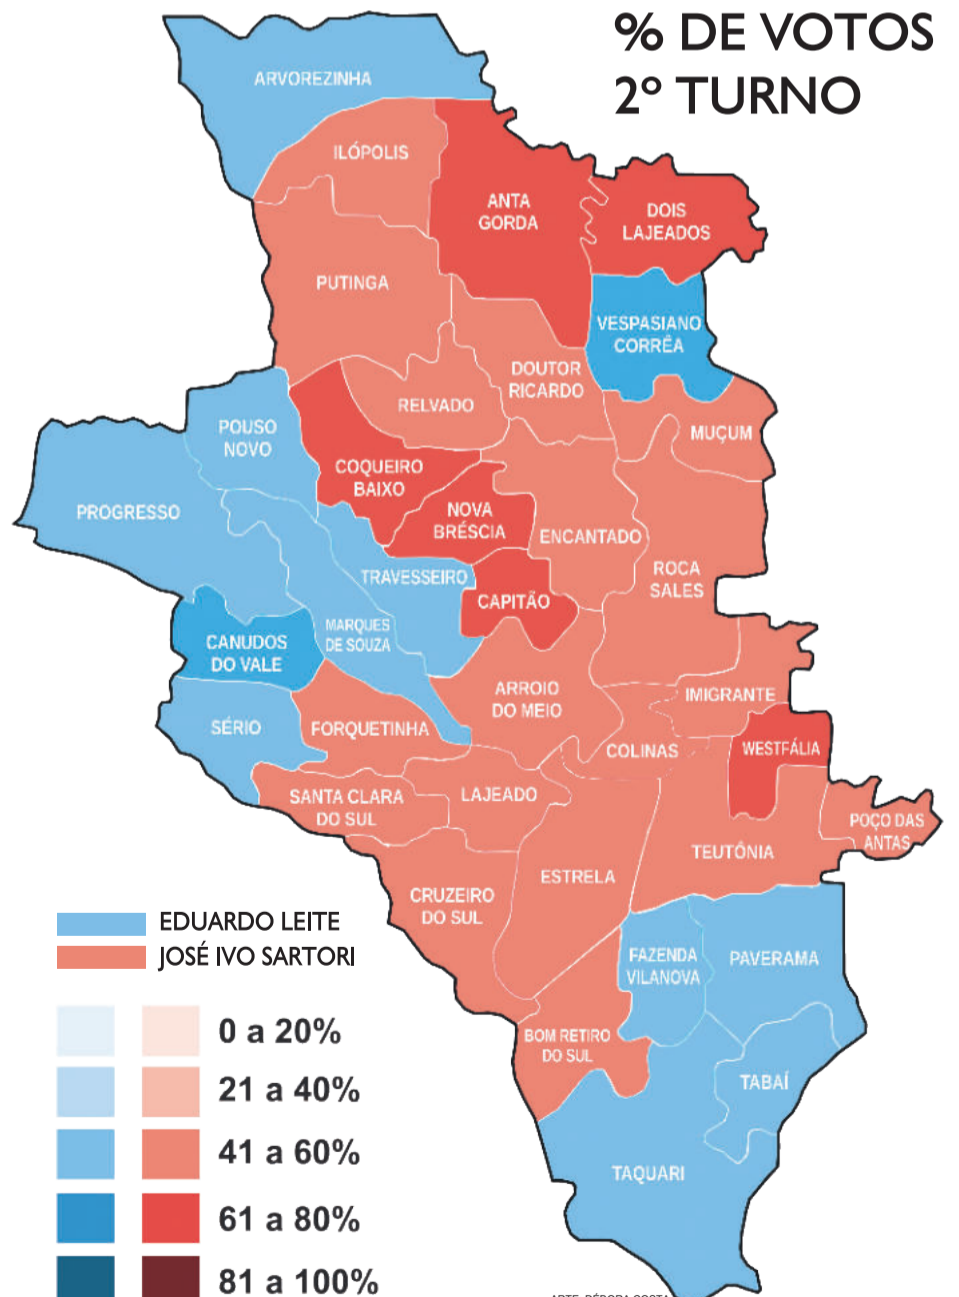 % DE VOTOS
2º TURNO
ARVOREZINHA
ILÓPOLIS
ANTA
GORDA
DOIS
LAJEADOS
PUTINGA
VESPASIANO
CORRÊA
DOUTOR
RICARDO
RELVADO
MUÇUM
POUSO
NOVO
COQUEIRO
BAIXO
NOVA
BRÉSCIA
PROGRESSO
ENCANTADO
ROCA
SALES
TRAVESSEIRO
CAPITÃO
MARQUES
DE SOUZA
CANUDOS
DO VALE
ARROIO
DO MEIO
IMIGRANTE
SÉRIO
FORQUETINHA
COLINAS
WESTFÁLIA
SANTA CLARA
DO SUL
LAJEADO
POÇO DAS
ANTAS
TEUTÔNIA
ESTRELA
CRUZEIRO
DO SUL
FAZENDA
VILANOVA
PAVERAMA
BOM RETIRO
DO SUL
TABAÍ
TAQUARI
EDUARDO LEITE
JOSÉ IVO SARTORI
0 a 20%
21 a 40%
41 a 60%
61 a 80%
81 a 100%
ARTE: DÉBORA COSTA